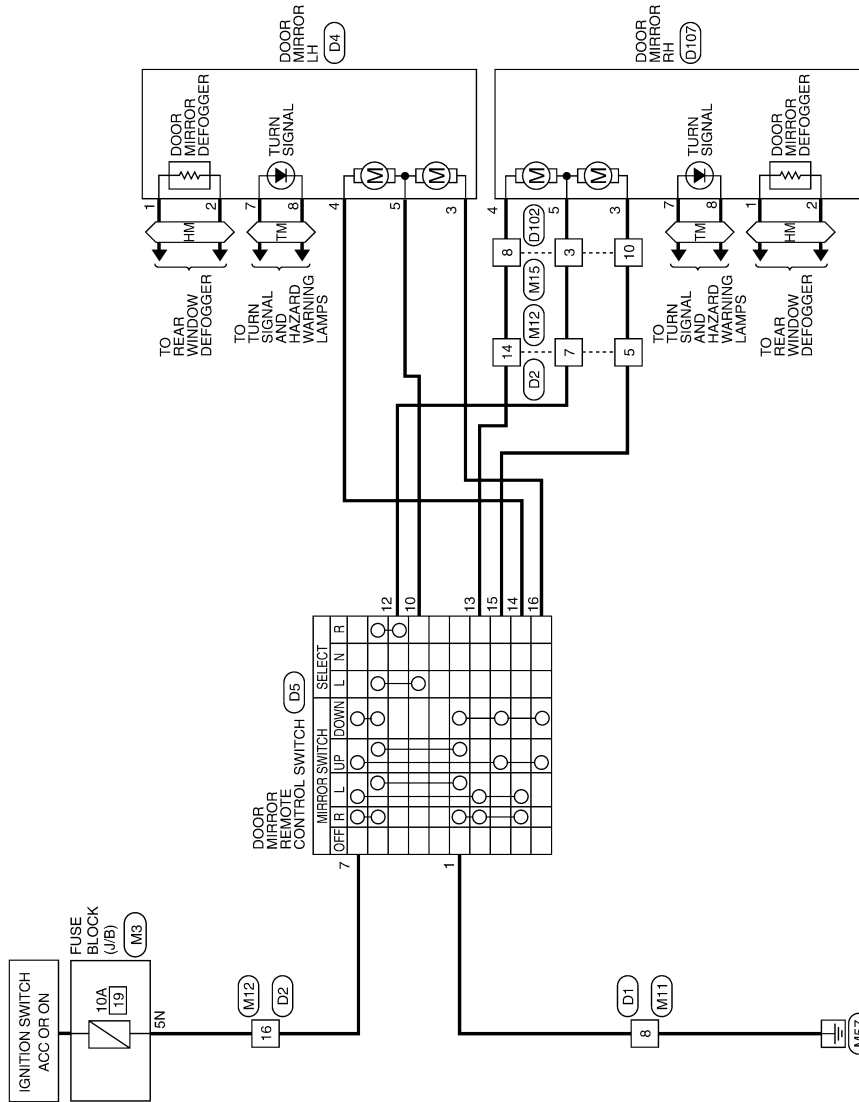 IGNITION SWITCH
ACC OR ON
FUSE
BLOCK
(J/B)
M3
10A
19
5N
M12
16
D2
DOOR
MIRROR
REMOTE
CONTROL SWITCH
D5
MIRROR SWITCH
SELECT
OFF
R
L
UP
DOWN
L
N
R
7
1
12
10
13
15
14
16
D1
8
M11
M57
DOOR
MIRROR
LH
D4
DOOR
MIRROR
DEFOGGER
TURN
SIGNAL
M
M
1
2
7
8
4
5
3
HM
TM
TO
REAR
WINDOW
DEFOGGER
TO
TURN
SIGNAL
AND
HAZARD
WARNING
LAMPS
DOOR
MIRROR
RH
D107
M
M
TURN
SIGNAL
DOOR
MIRROR
DEFOGGER
4
5
3
7
8
1
2
D102
8
3
10
M15
M12
14
7
5
D2
TM
HM
TO
TURN
SIGNAL
AND
HAZARD
WARNING
LAMPS
TO
REAR
WINDOW
DEFOGGER